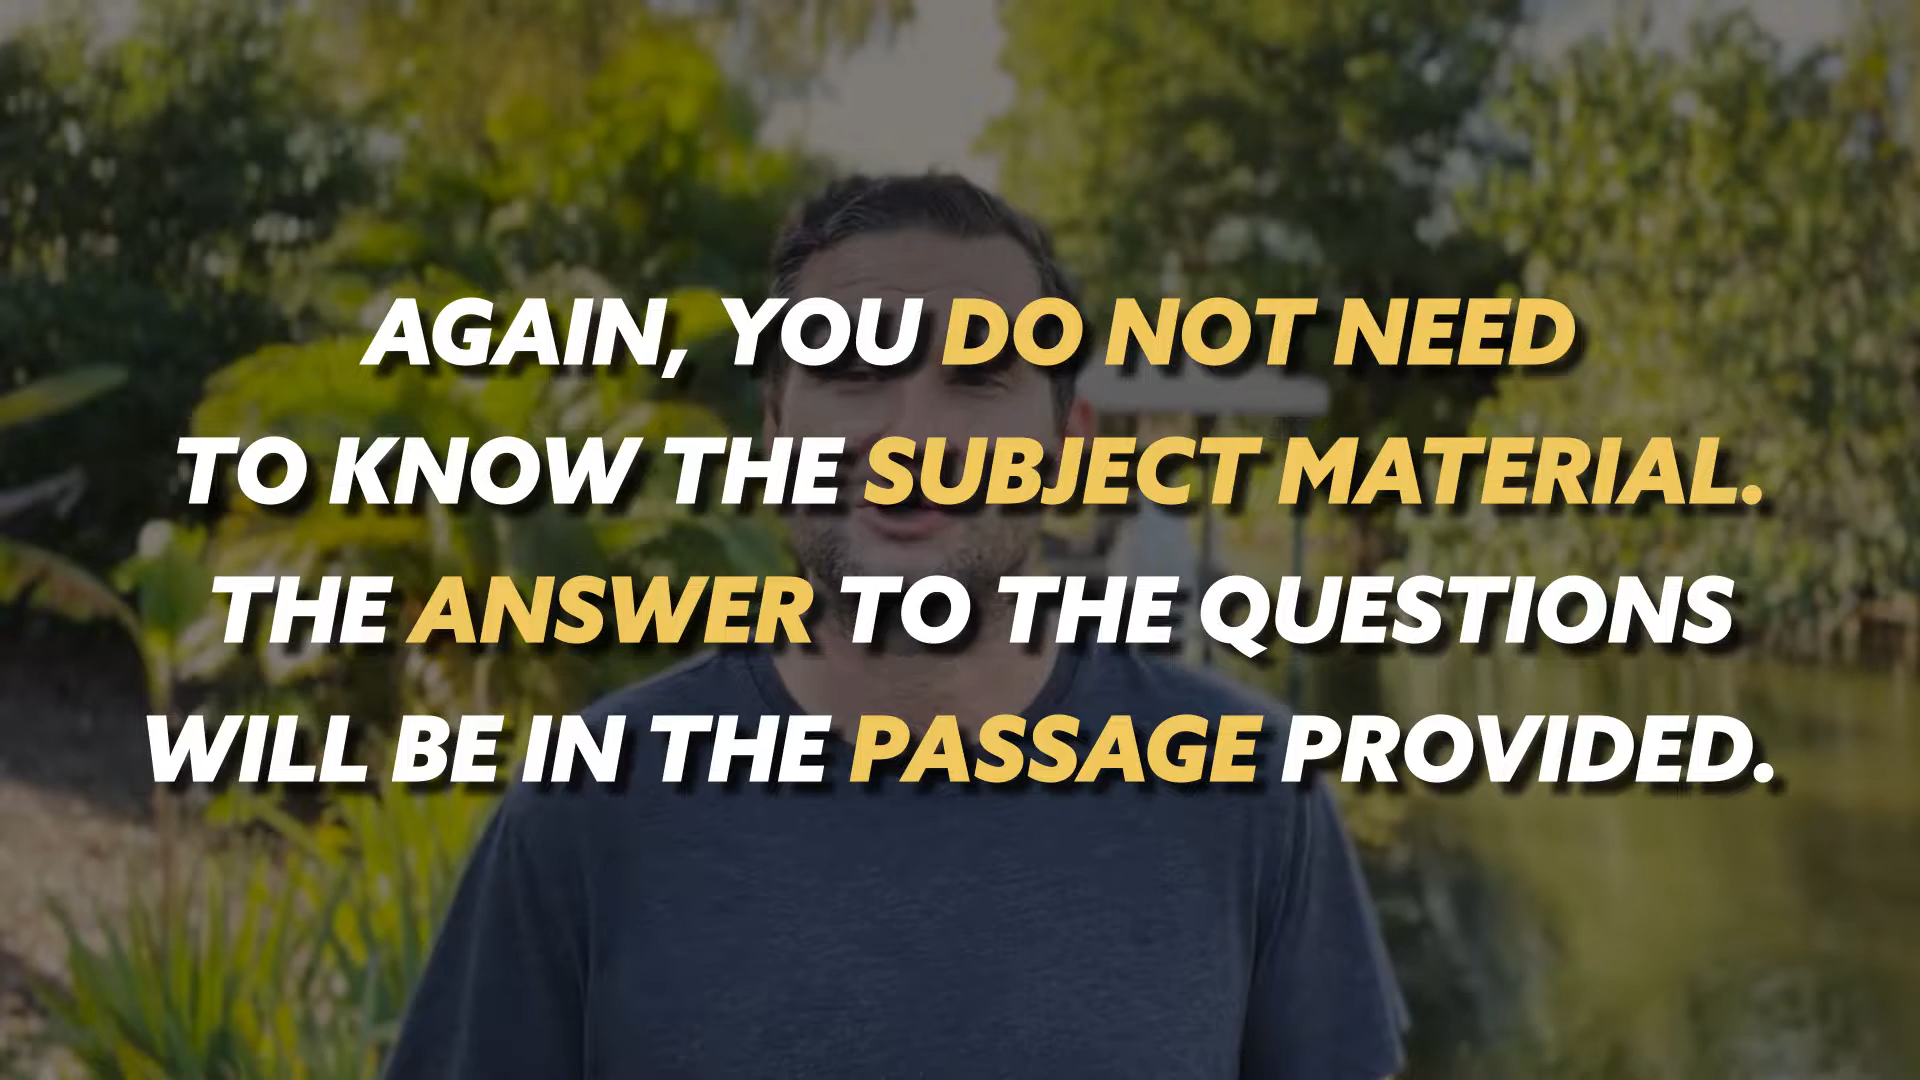 AGAIN, YOU DO NOT NEED
TO KNOW THE SUBJECT MATERIAL.
THE ANSWER TO THE QUESTIONS
WILL BE IN THE PASSAGE PROVIDED.